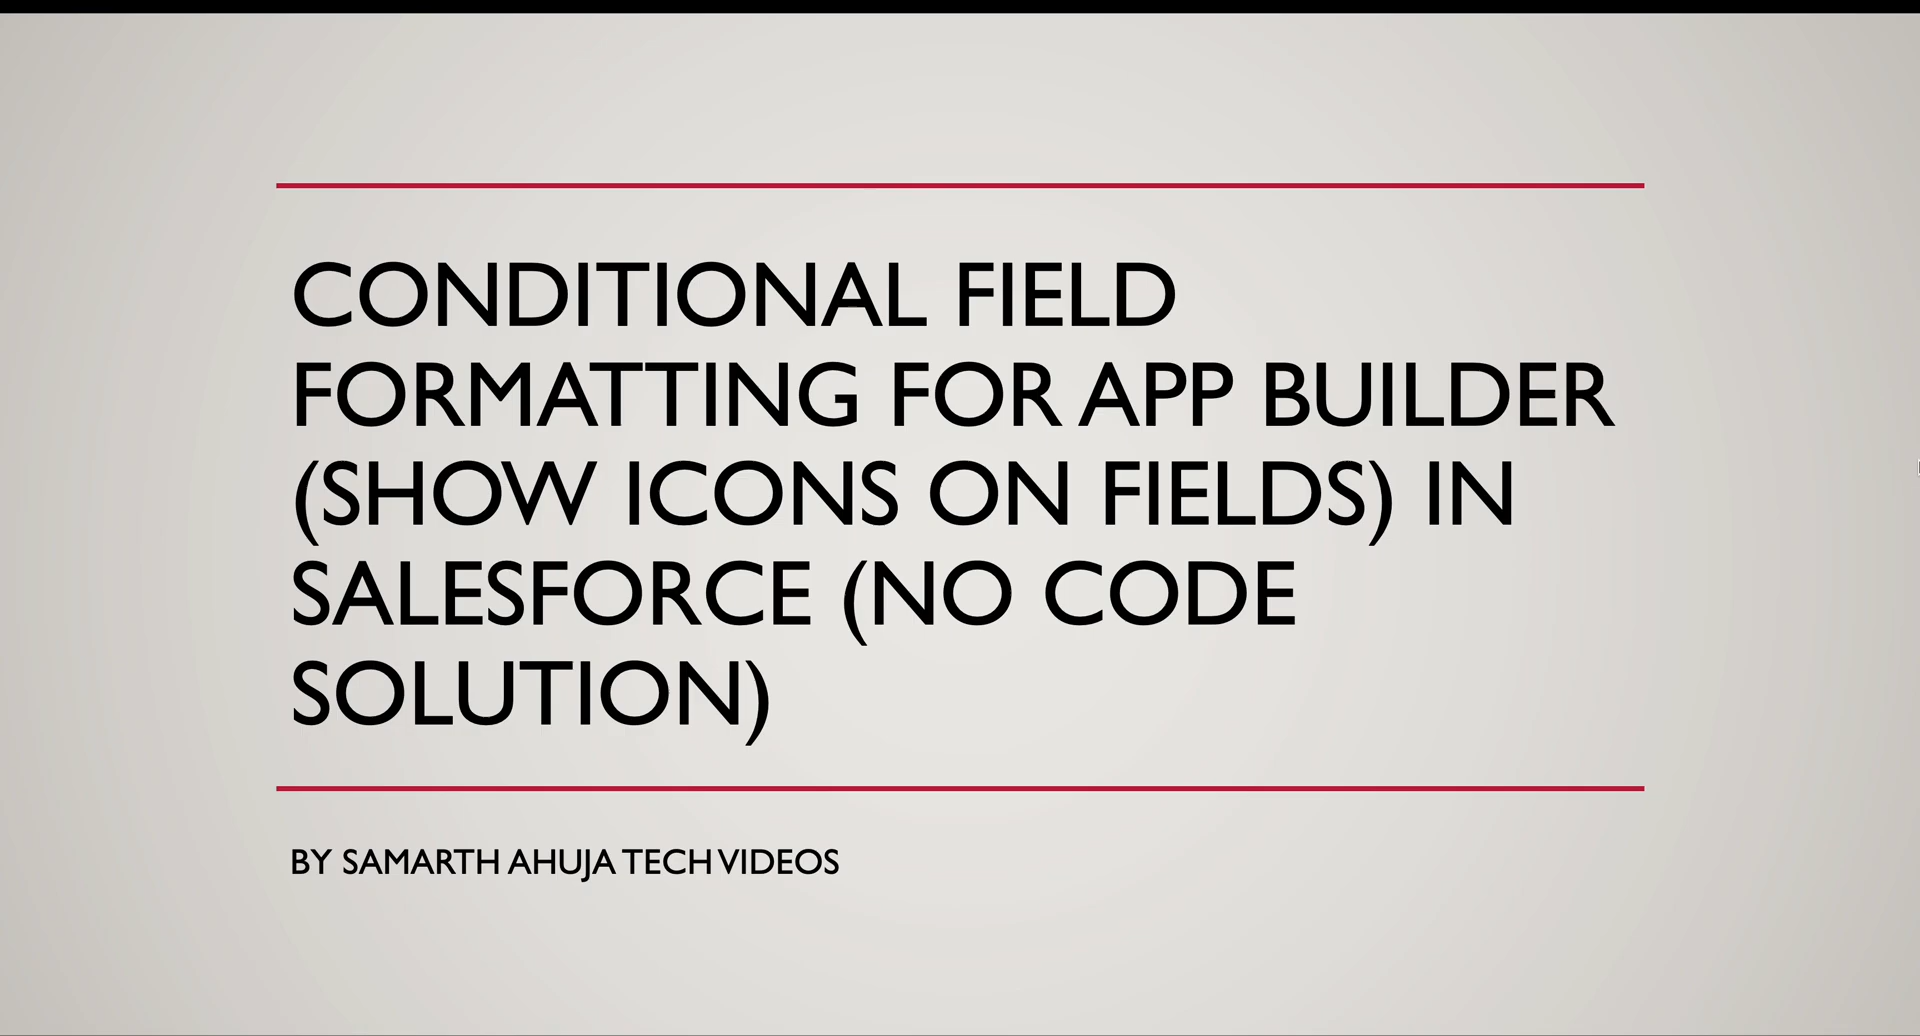 CONDITIONAL FIELD
FORMATTING FOR APP BUILDER
(SHOW ICONS ON FIELDS) IN
SALESFORCE (NO CODE
SOLUTION)
BY SAMARTH AHUJA TECH VIDEOS